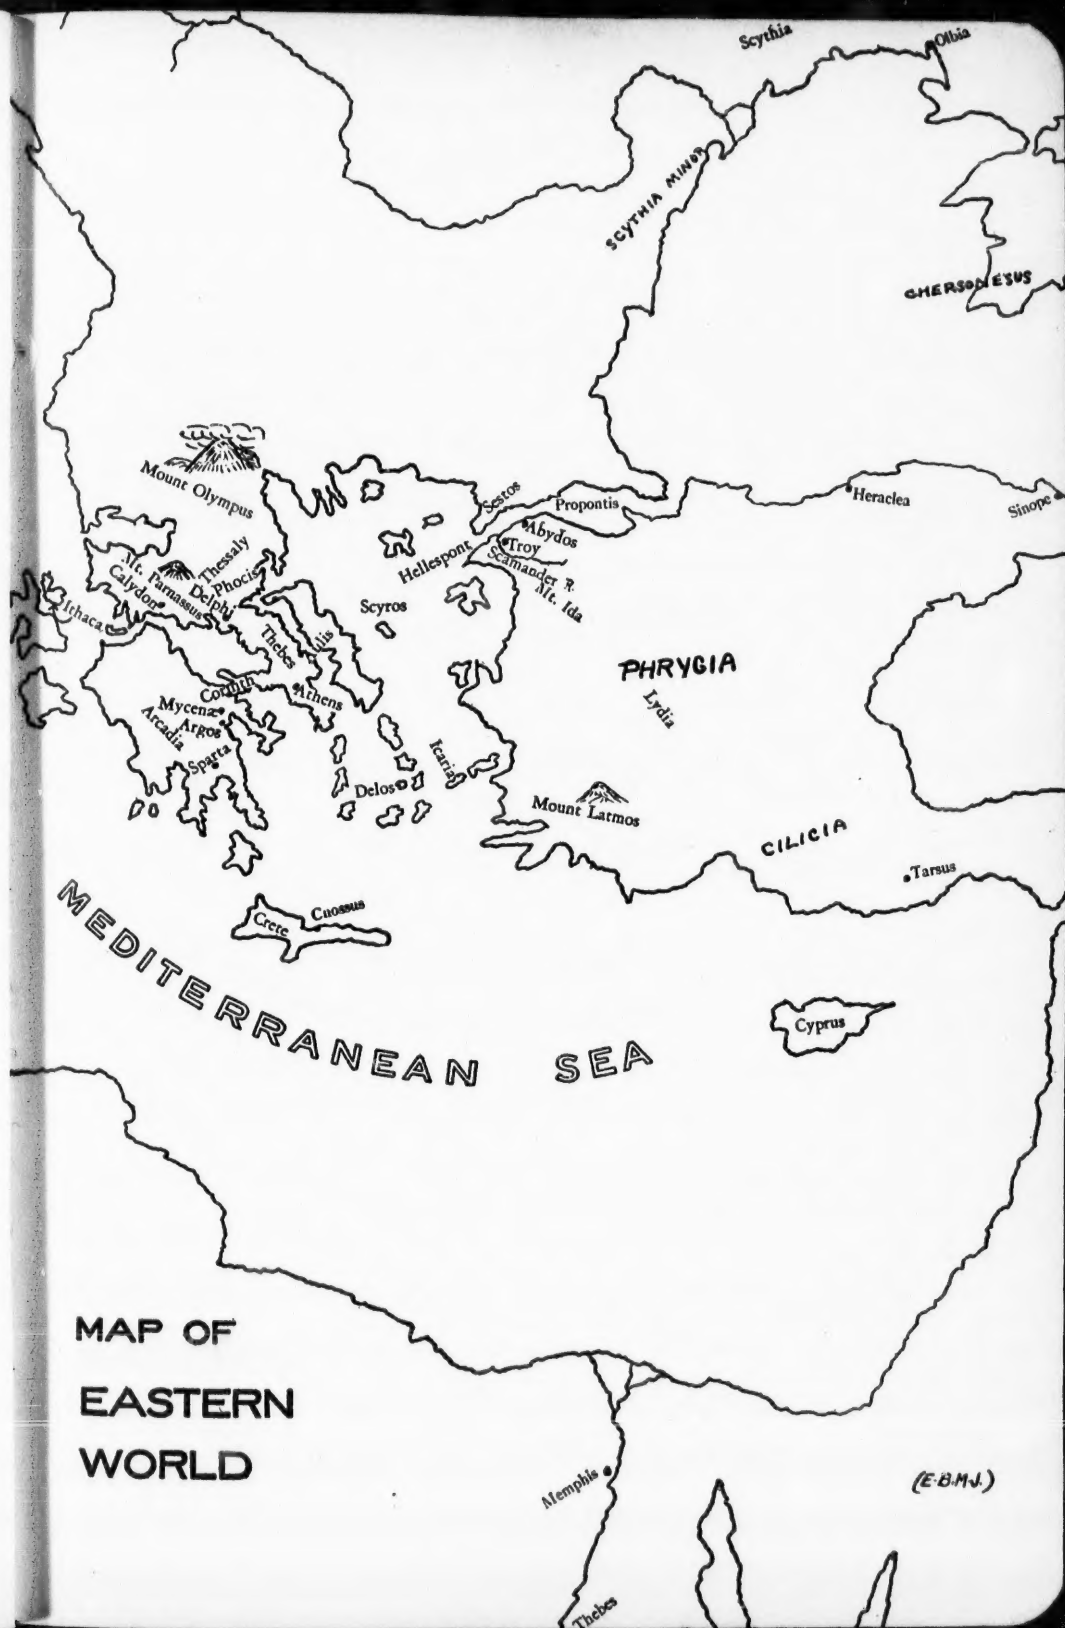 Scythia
Olbia
SCYTHIA MINOR
CHERSONESUS
Mount Olympus
Sestos
Propontis
Heraclea
Sinope
Abydos
Troy
Hellespont
Scamander R.
Mt. Ida
Thessaly
Mt. Parnassus
Phocis
Delphi
Calydon
Ithaca
Scyros
Thebes
Corinth
Athens
Mycenæ
Argos
Arcadia
Sparta
PHRYGIA
Lydia
Icaria
Delos
Mount Latmos
CILICIA
Tarsus
Cnossus
Crete
MEDITERRANEAN SEA
Cyprus
MAP OF
EASTERN
WORLD
Memphis
(E.B.M.J.)
Thebes